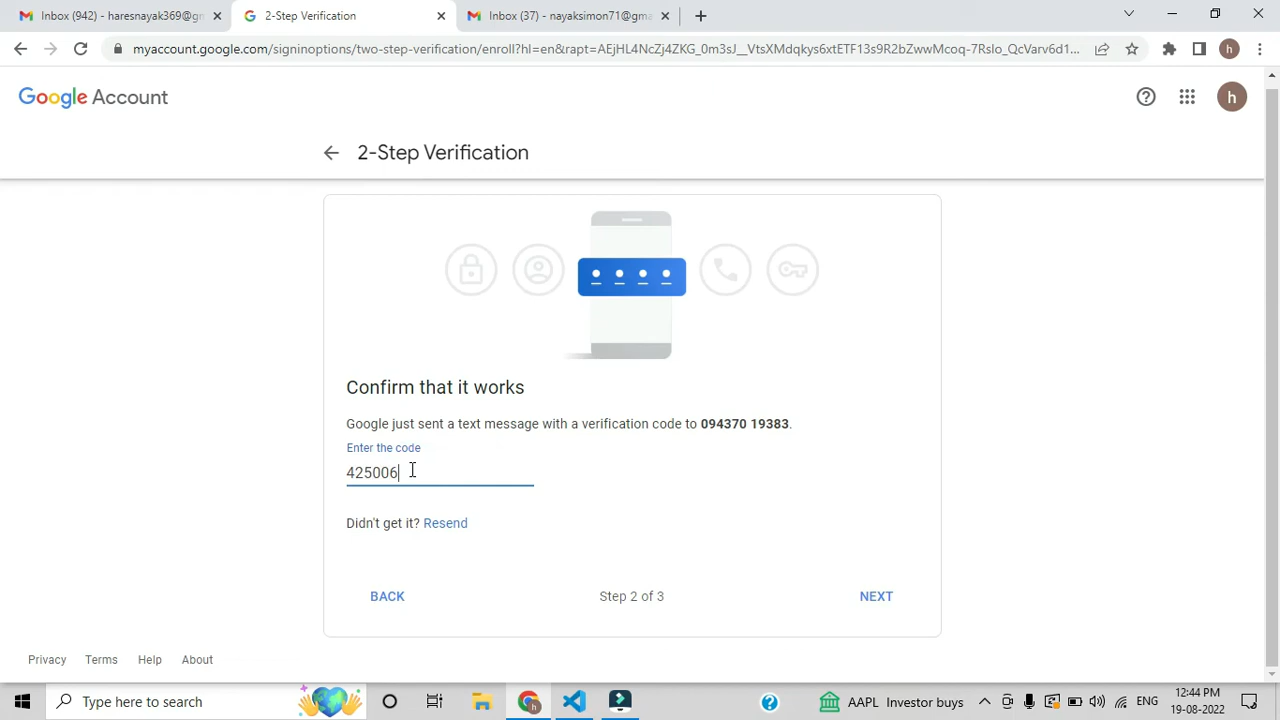 Inbox (942) - haresnayak369@gn
2-Step Verification
Inbox (37) - nayaksimon71@gma
myaccount.google.com/signinoptions/two-step-verification/enroll?hl=en&rapt=AEjHL4NcZj4ZKG_0m3sJ__VtsXMdqkys6xtETF13s9R2bZwwMcoq-7Rslo_QcVarv6d1...
h
Google Account
h
2-Step Verification
Confirm that it works
Google just sent a text message with a verification code to 094370 19383.
Enter the code
425006
Didn't get it? Resend
BACK
Step 2 of 3
NEXT
Privacy
Terms
Help
About
Type here to search
h
AAPL Investor buys
ENG
12:44 PM
19-08-2022